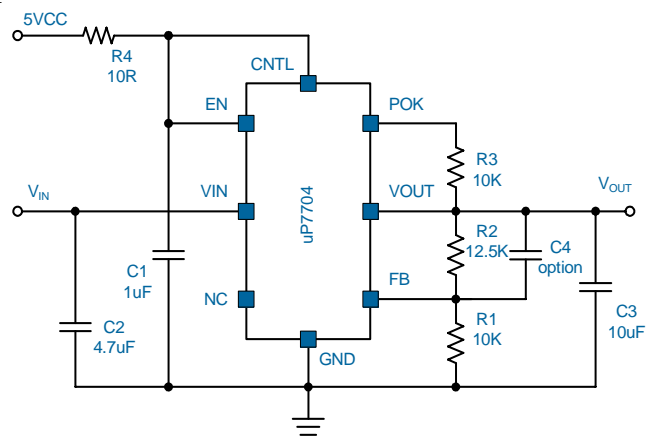 5VCC
R4
10R
CNTL
EN
POK
R3
10K
VIN
VIN
VOUT
VOUT
uP7704
R2
12.5K
C4
option
C1
1uF
NC
FB
C2
4.7uF
R1
10K
C3
10uF
GND